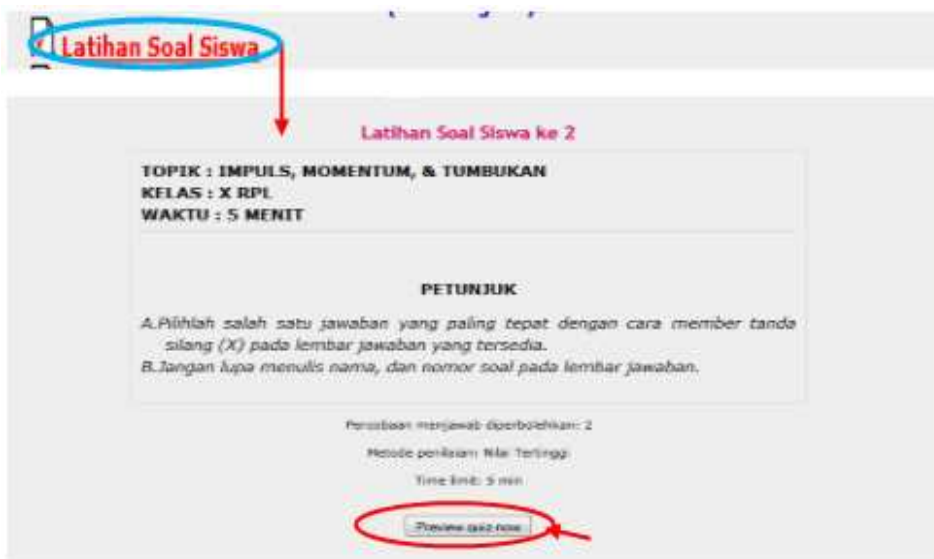 Latihan Soal Siswa
Latihan Soal Siswa ke 2
TOPIK : IMPULS, MOMENTUM, & TUMBUKAN
KELAS : X RPL
WAKTU : 5 MENIT
PETUNJUK
A.Pilihlah salah satu jawaban yang paling tepat dengan cara member tanda
silang (X) pada lembar jawaban yang tersedia.
B.Jangan lupa menulis nama, dan nomor soal pada lembar jawaban.
Percobaan menjawab diperbolehkan: 2
Metode penilaian: Nilai Tertinggi
Time limit: 5 min
Preview quiz now